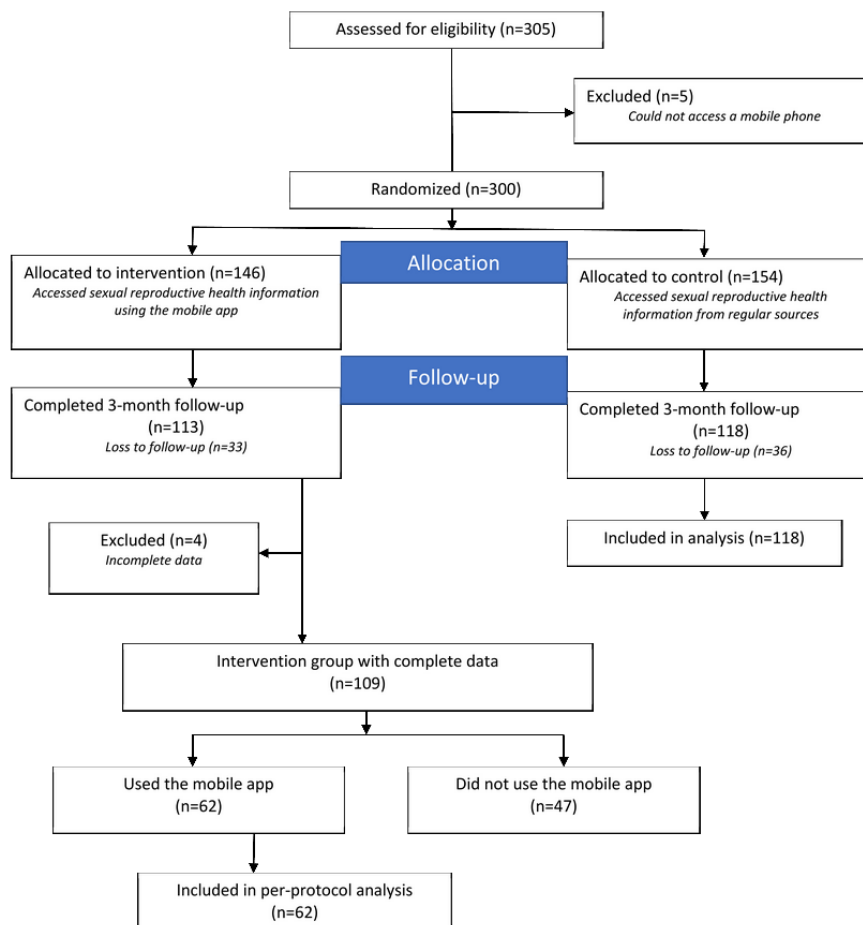 Assessed for eligibility (n=305)
Excluded (n=5)
Could not access a mobile phone
Randomized (n=300)
Allocated to intervention (n=146)
Accessed sexual reproductive health information
using the mobile app
Allocation
Allocated to control (n=154)
Accessed sexual reproductive health
information from regular sources
Follow-up
Completed 3-month follow-up
(n=113)
Loss to follow-up (n=33)
Completed 3-month follow-up
(n=118)
Loss to follow-up (n=36)
Excluded (n=4)
Incomplete data
Included in analysis (n=118)
Intervention group with complete data
(n=109)
Used the mobile app
(n=62)
Did not use the mobile app
(n=47)
Included in per-protocol analysis
(n=62)